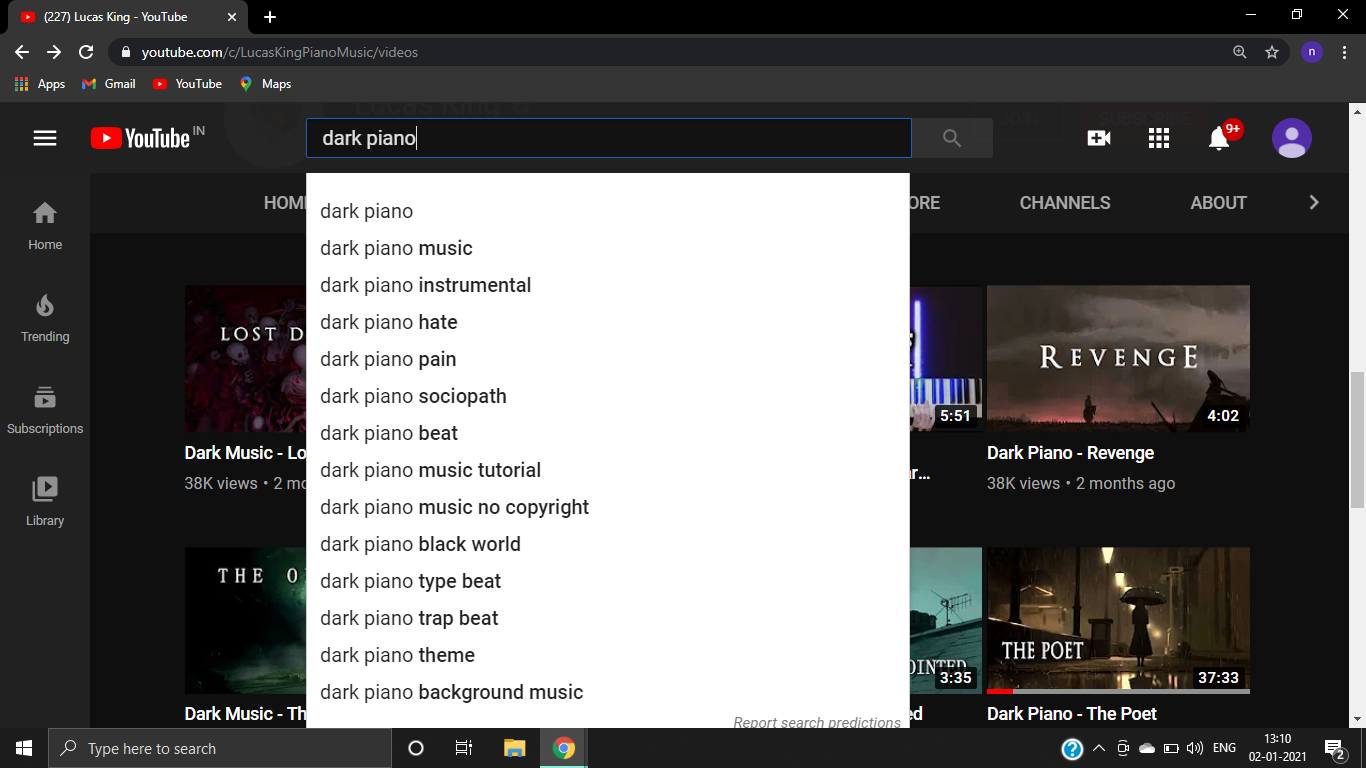 (227) Lucas King - YouTube
youtube.com/c/LucasKingPianoMusic/videos
n
Apps Gmail YouTube Maps
Lucas King
SUBSCRIBE
YouTube IN
dark piano
9+
HOM
ORE
CHANNELS
ABOUT
Home
Trending
Subscriptions
Library
dark piano
dark piano music
dark piano instrumental
dark piano hate
dark piano pain
dark piano sociopath
dark piano beat
dark piano music tutorial
dark piano music no copyright
dark piano black world
dark piano type beat
dark piano trap beat
dark piano theme
dark piano background music
Report search predictions
LOST D
Dark Music - Lo
38K views • 2 mo
5:51
ar...
REVENGE
4:02
Dark Piano - Revenge
38K views • 2 months ago
THE O
Dark Music - Th
OINTED
3:35
ed
THE POET
37:33
Dark Piano - The Poet
Type here to search
ENG
13:10
02-01-2021
2